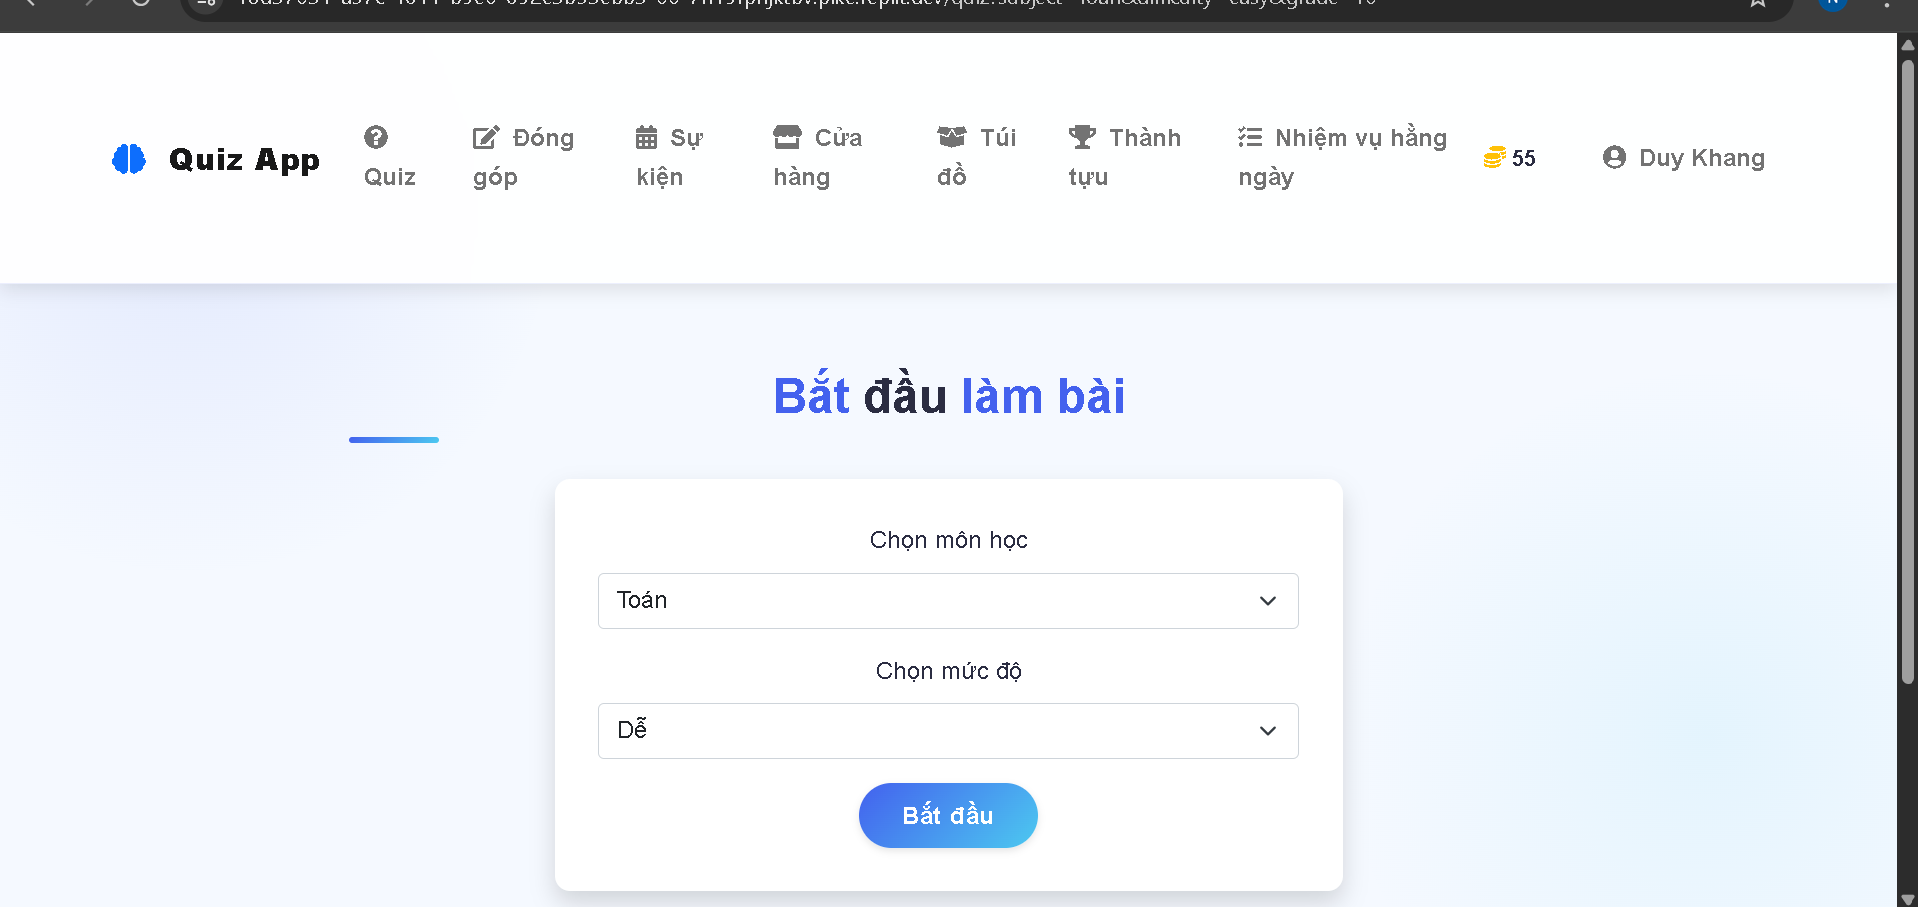 Quiz App
Quiz
Đóng góp
Sự kiện
Cửa hàng
Túi đồ
Thành tựu
Nhiệm vụ hằng ngày
55
Duy Khang
Bắt đầu làm bài
Chọn môn học
Toán
Chọn mức độ
Dễ
Bắt đầu